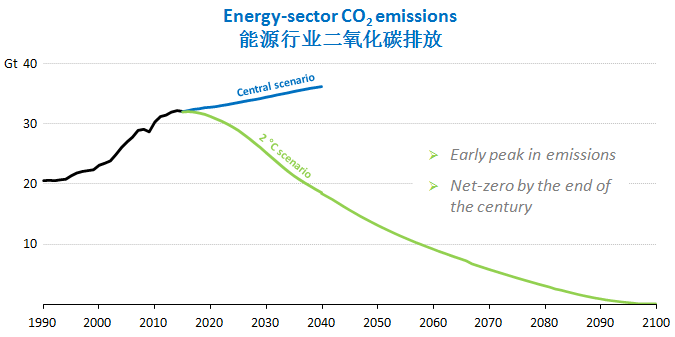 Energy-sector CO₂ emissions
能源行业二氧化碳排放
Gt 40
30
20
10
Central scenario
2 °C scenario
Early peak in emissions
Net-zero by the end of
the century
1990 2000 2010 2020 2030 2040 2050 2060 2070 2080 2090 2100